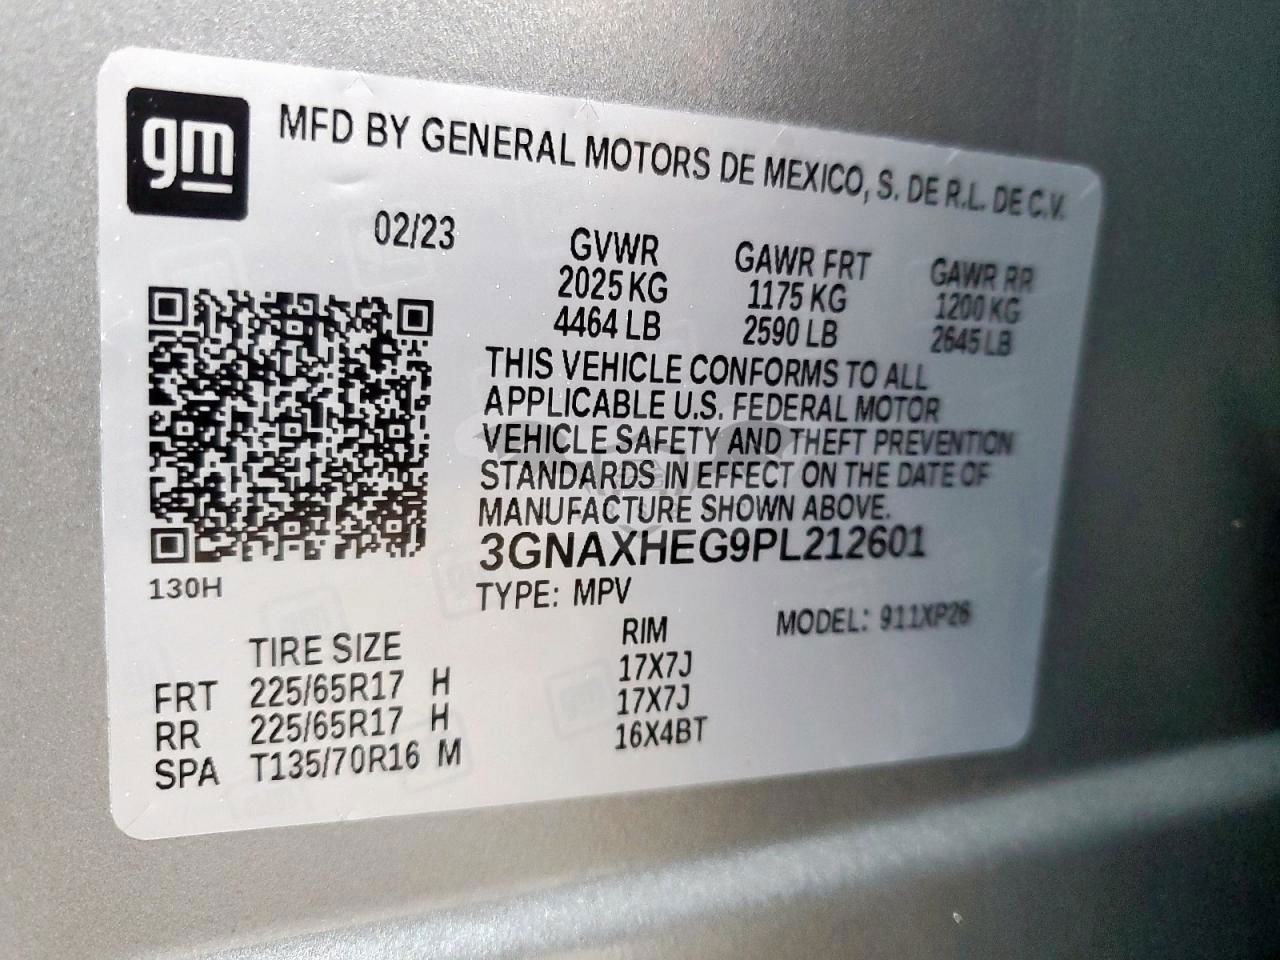 gm
MFD BY GENERAL MOTORS DE MEXICO, S. DE R.L. DE C.V.
02/23
GVWR GAWR FRT GAWR RR
2025 KG 1175 KG 1200 KG
4464 LB 2590 LB 2645 LB
THIS VEHICLE CONFORMS TO ALL
APPLICABLE U.S. FEDERAL MOTOR
VEHICLE SAFETY AND THEFT PREVENTION
STANDARDS IN EFFECT ON THE DATE OF
MANUFACTURE SHOWN ABOVE.
3GNAXHEG9PL212601
130H
TYPE: MPV MODEL: 911XP26
TIRE SIZE RIM
FRT 225/65R17 H 17X7J
RR 225/65R17 H 17X7J
SPA T135/70R16 M 16X4BT